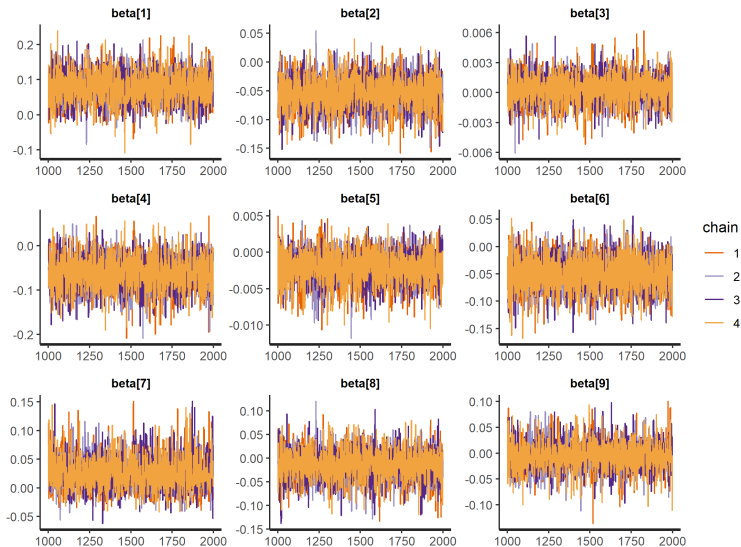 beta[1] beta[2] beta[3]
0.2 0.05 0.006
0.1 0.00 0.003
0.0 -0.05 0.000
-0.1 -0.10 -0.003
-0.15 -0.006
1000 1250 1500 1750 2000 1000 1250 1500 1750 2000 1000 1250 1500 1750 2000
beta[4] beta[5] beta[6]
0.0 0.005 0.05
-0.1 0.000 0.00
-0.2 -0.005 -0.05
-0.010 -0.10
-0.15
1000 1250 1500 1750 2000 1000 1250 1500 1750 2000 1000 1250 1500 1750 2000
chain
1
2
3
4
beta[7] beta[8] beta[9]
0.15 0.10 0.10
0.10 0.05 0.05
0.05 0.00 0.00
0.00 -0.05 -0.05
-0.05 -0.10 -0.10
-0.15
1000 1250 1500 1750 2000 1000 1250 1500 1750 2000 1000 1250 1500 1750 2000